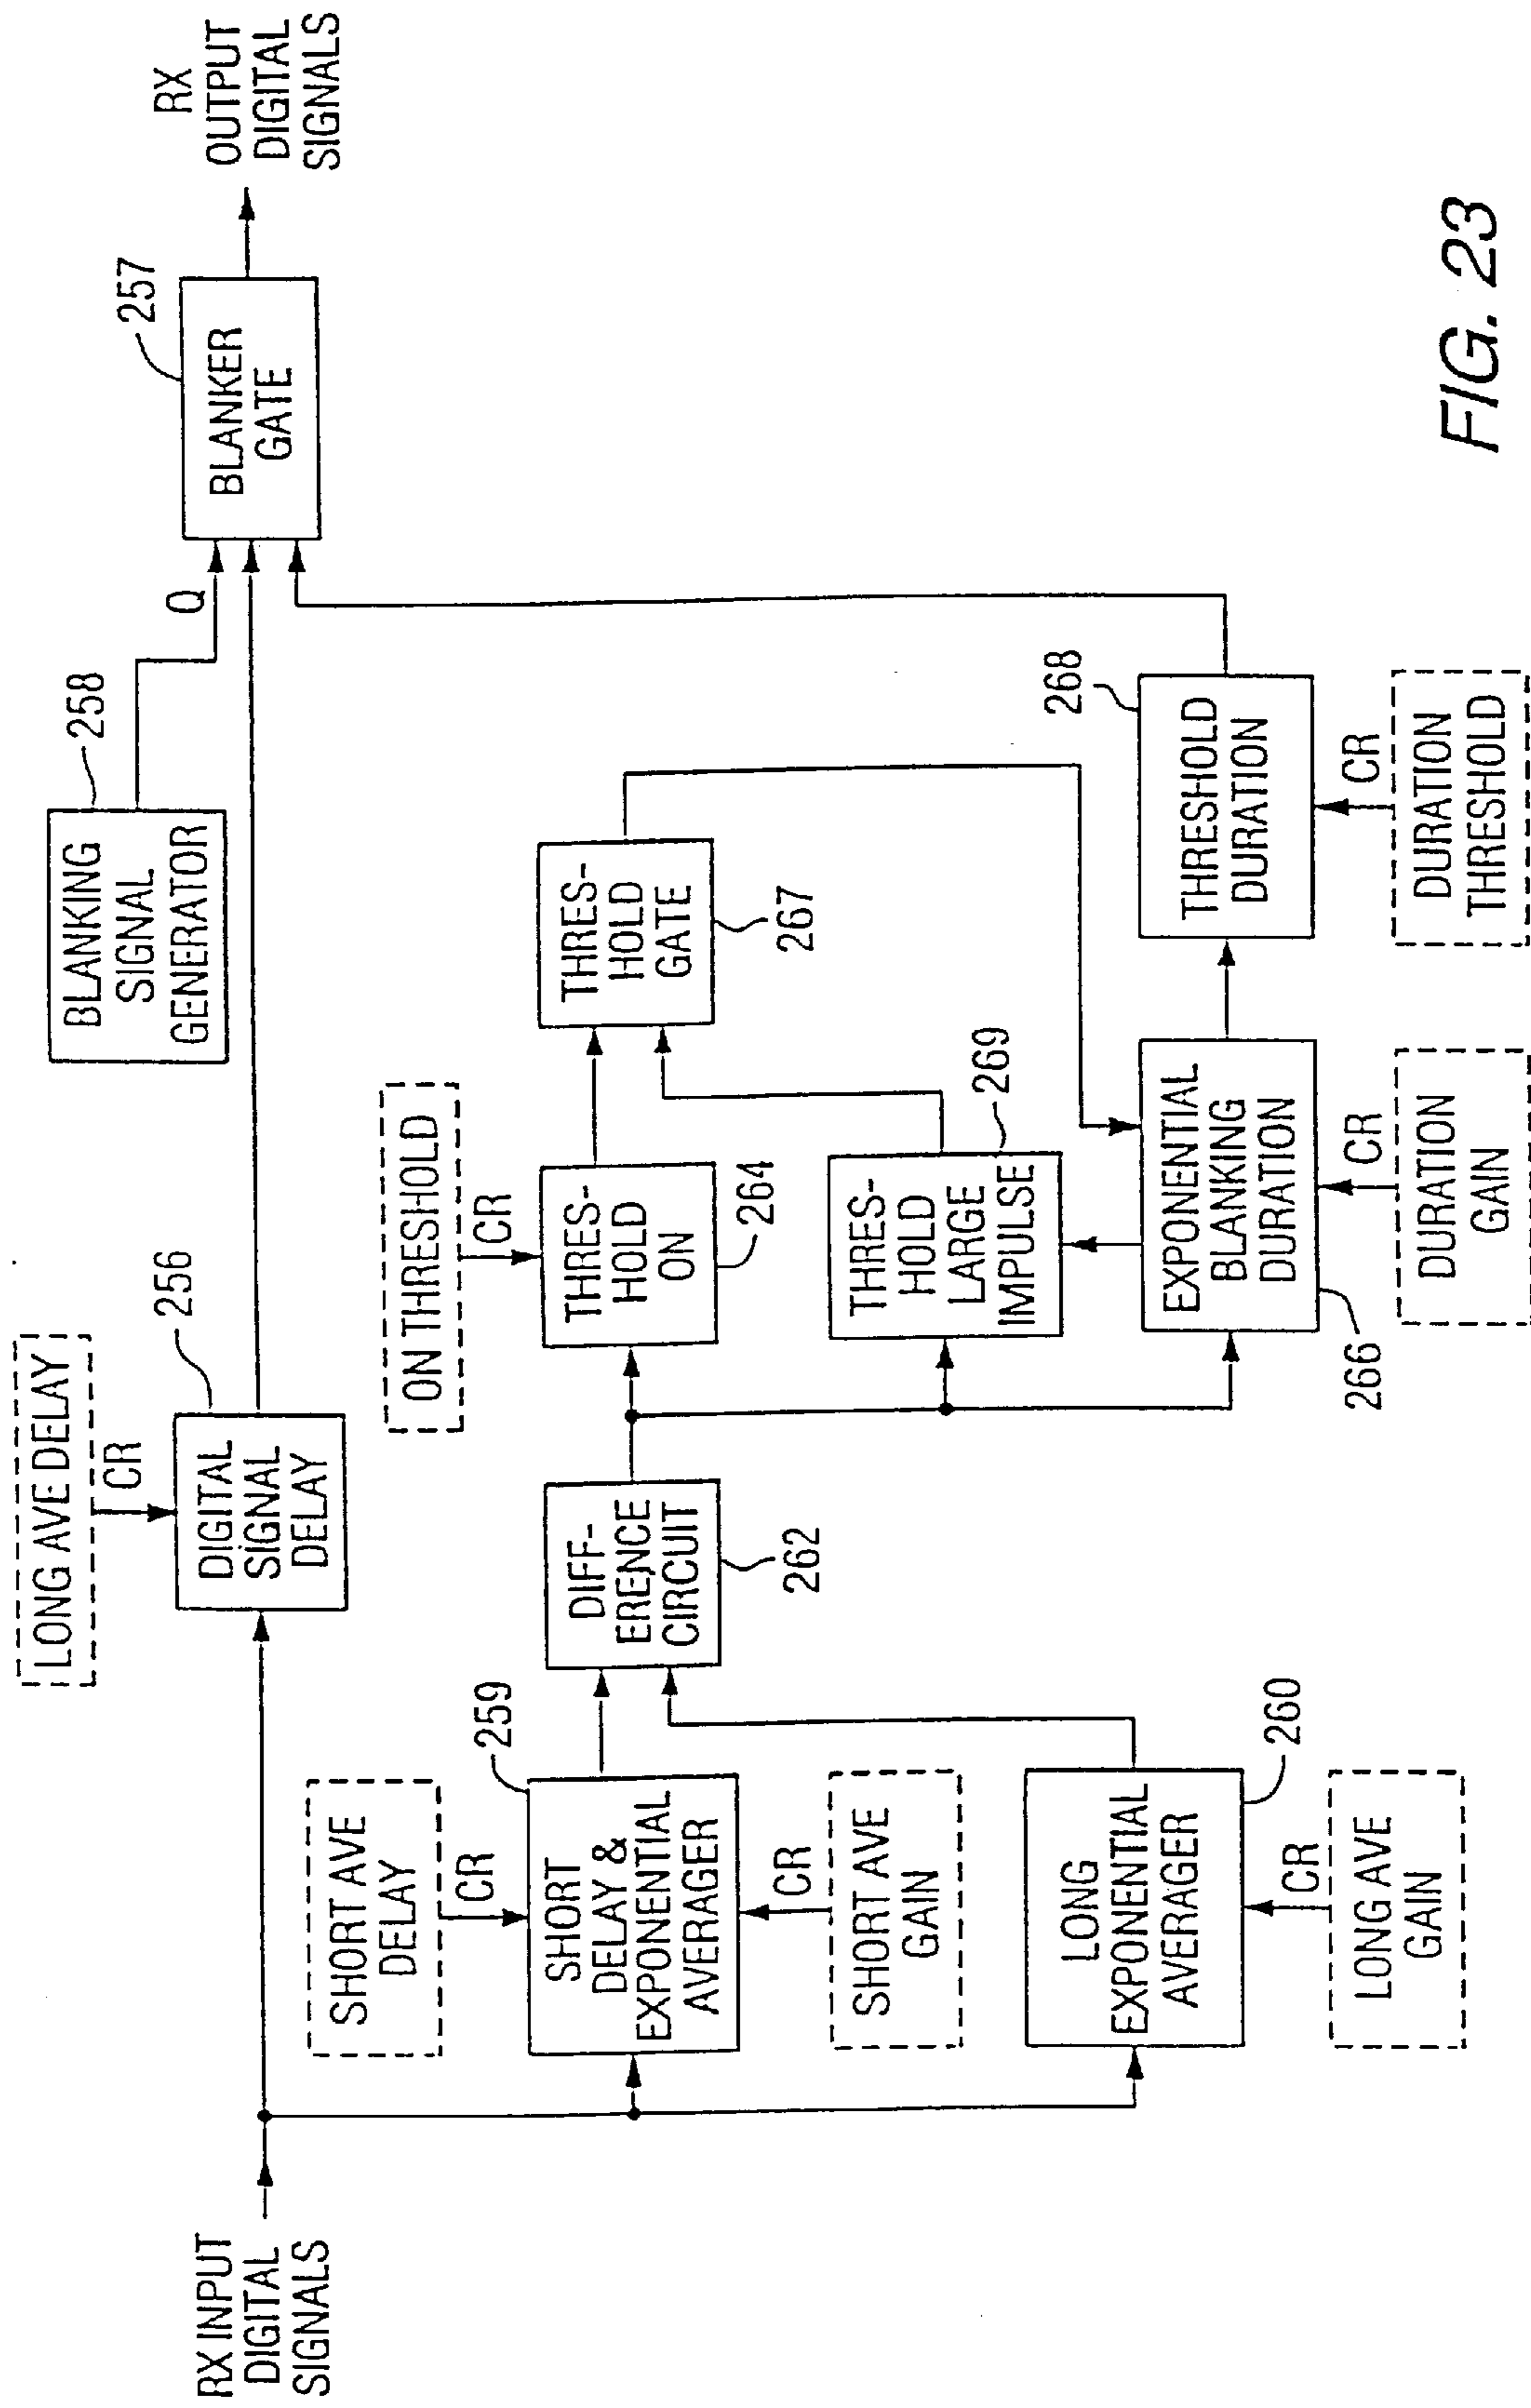 RX INPUT
DIGITAL
SIGNALS
LONG AVE DELAY
CR
256
DIGITAL
SIGNAL
DELAY
BLANKING
SIGNAL
GENERATOR
258
Q
257
BLANKER
GATE
RX
OUTPUT
DIGITAL
SIGNALS
SHORT AVE
DELAY
CR
259
SHORT
DELAY &
EXPONENTIAL
AVERAGER
CR
SHORT AVE
GAIN
LONG
EXPONENTIAL
AVERAGER
260
CR
LONG AVE
GAIN
DIFF-
ERENCE
CIRCUIT
262
ON THRESHOLD
CR
THRES-
HOLD
ON
264
THRES-
HOLD
GATE
267
THRES-
HOLD
LARGE
IMPULSE
269
EXPONENTIAL
BLANKING
DURATION
266
CR
DURATION
GAIN
268
THRESHOLD
DURATION
CR
DURATION
THRESHOLD
FIG. 23